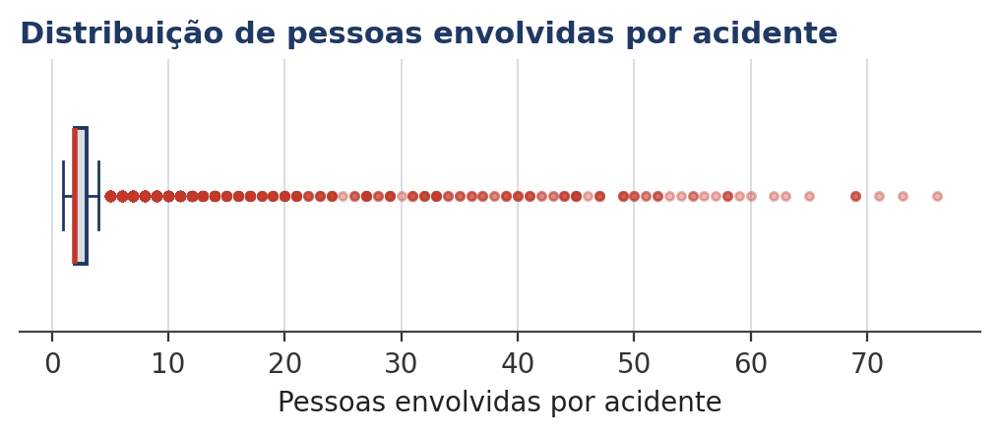 Distribuição de pessoas envolvidas por acidente
0 10 20 30 40 50 60 70
Pessoas envolvidas por acidente